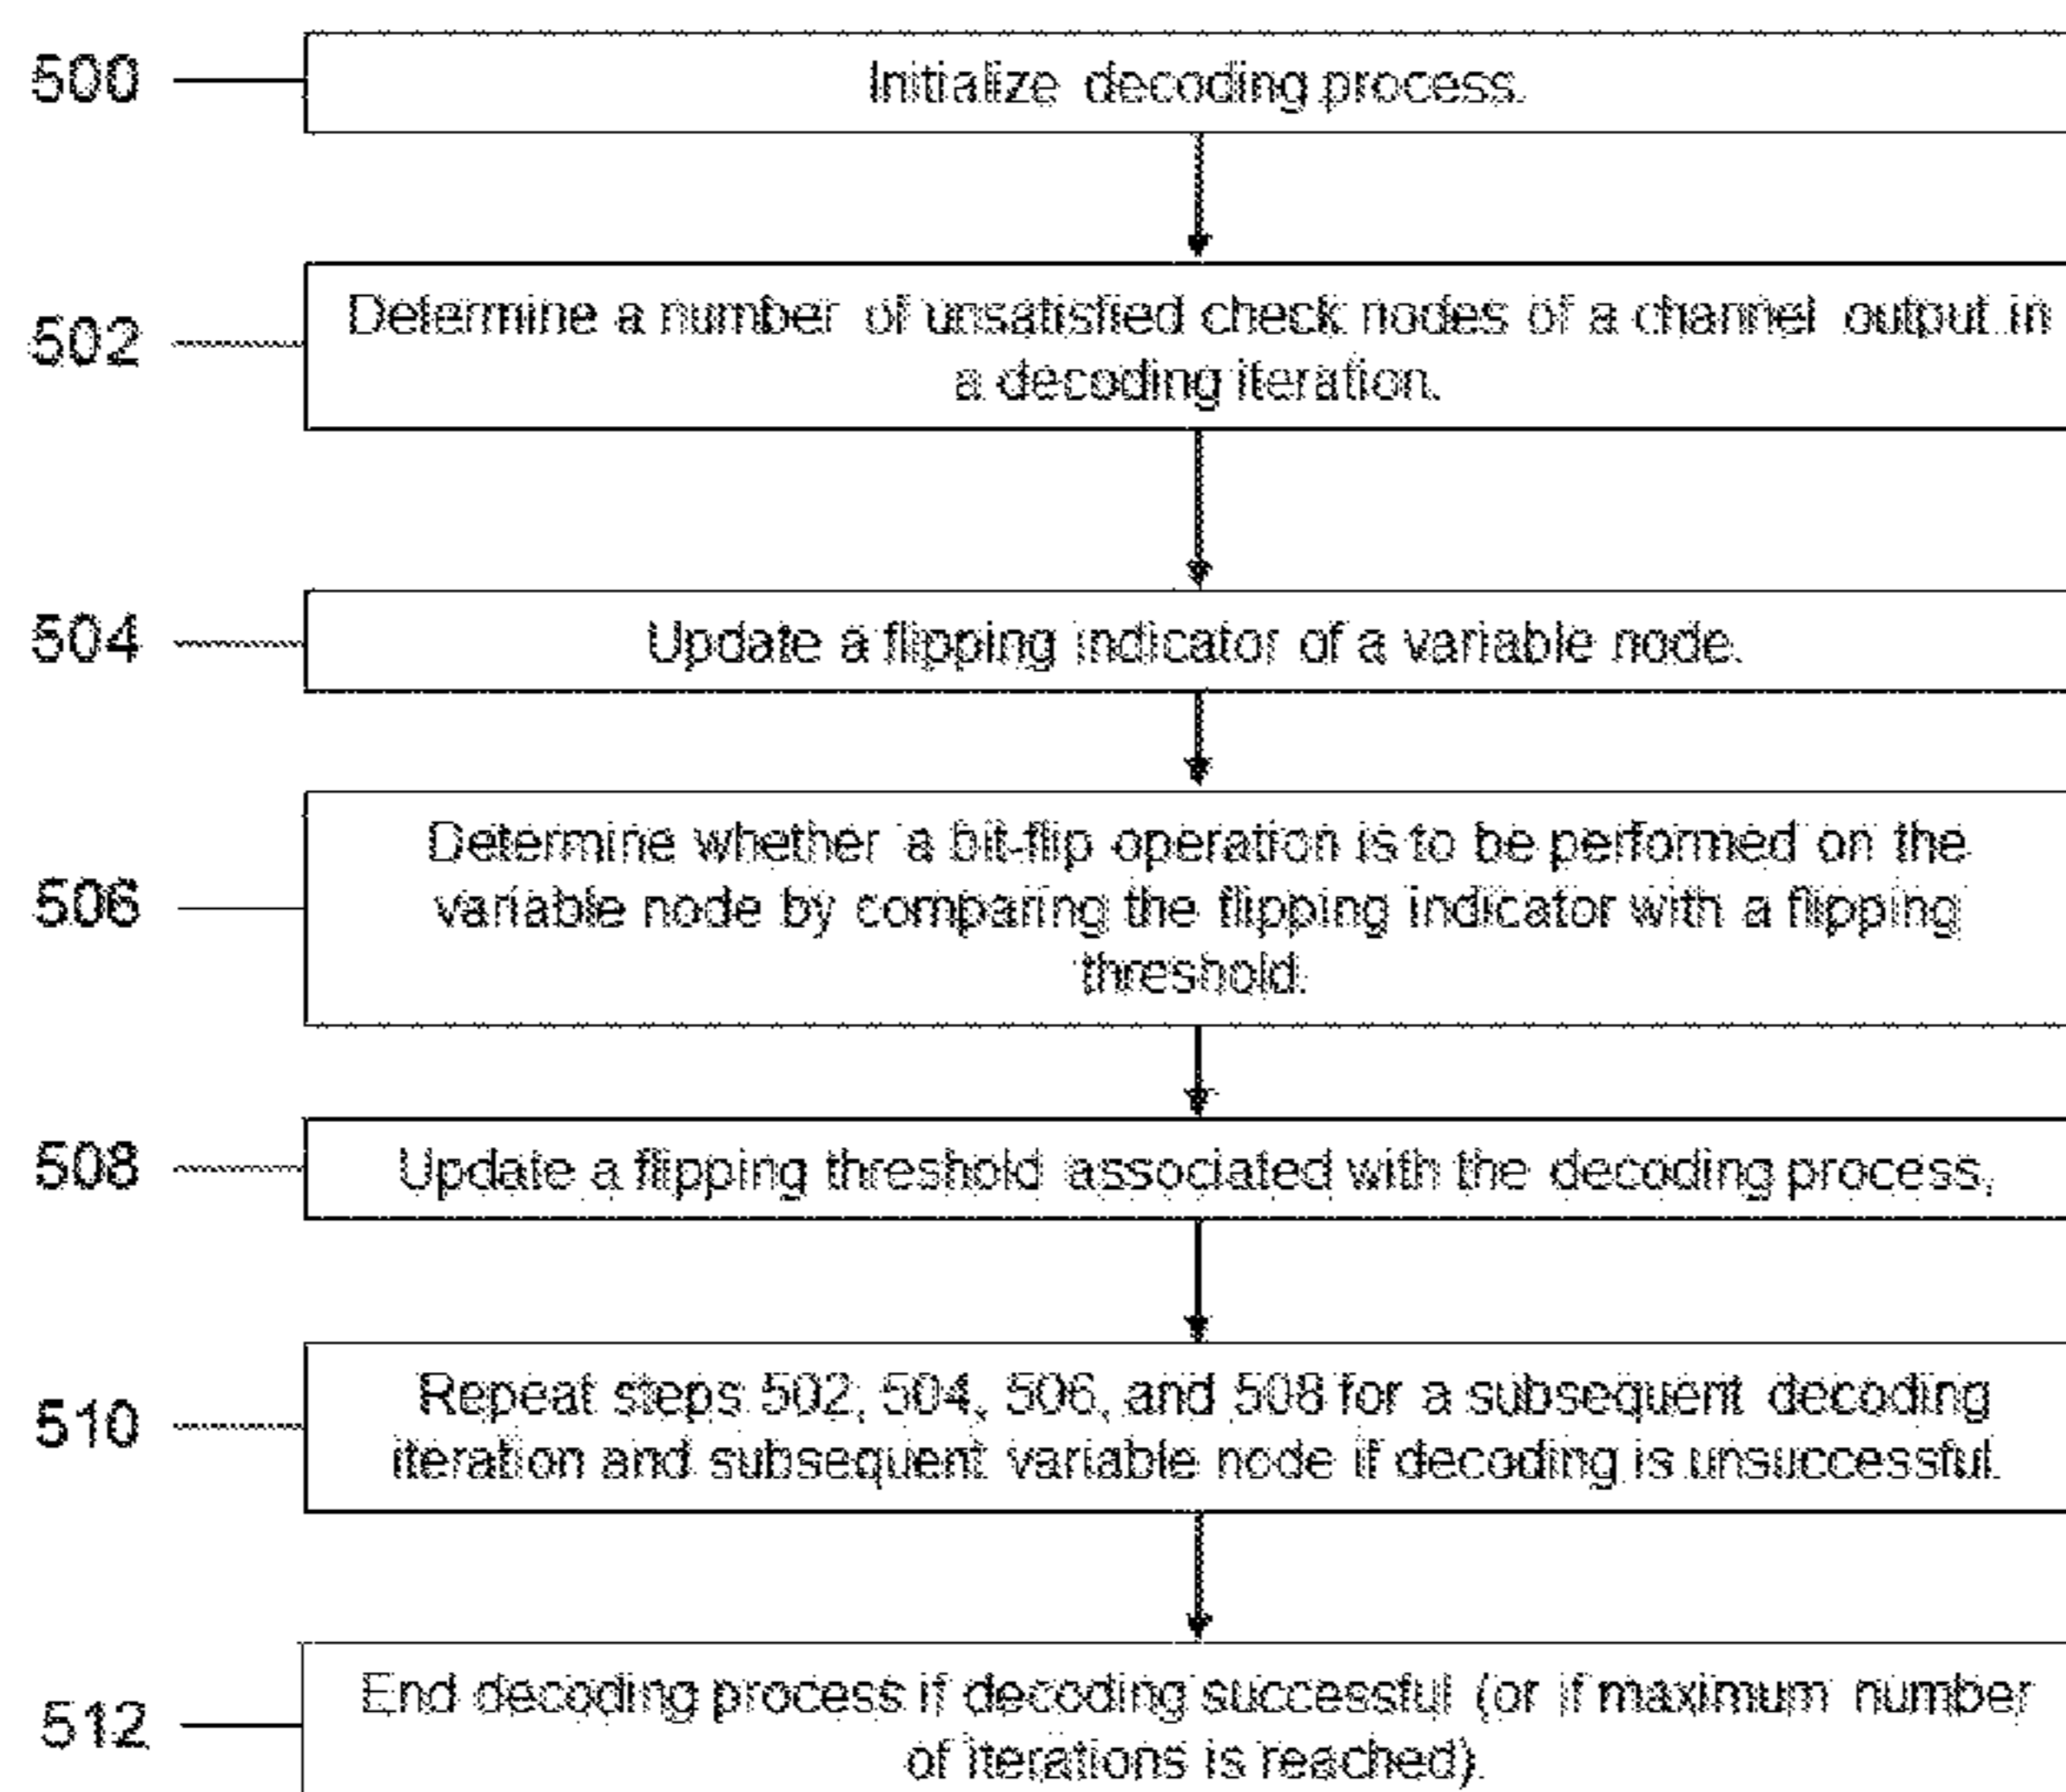 500
Initialize decoding process.
502
Determine a number of unsatisfied check nodes of a channel output in
a decoding iteration.
504
Update a flipping indicator of a variable node.
506
Determine whether a bit-flip operation is to be performed on the
variable node by comparing the flipping indicator with a flipping
threshold.
508
Update a flipping threshold associated with the decoding process.
510
Repeat steps 502, 504, 506, and 508 for a subsequent decoding
iteration and subsequent variable node if decoding is unsuccessful.
512
End decoding process if decoding successful (or if maximum number
of iterations is reached).